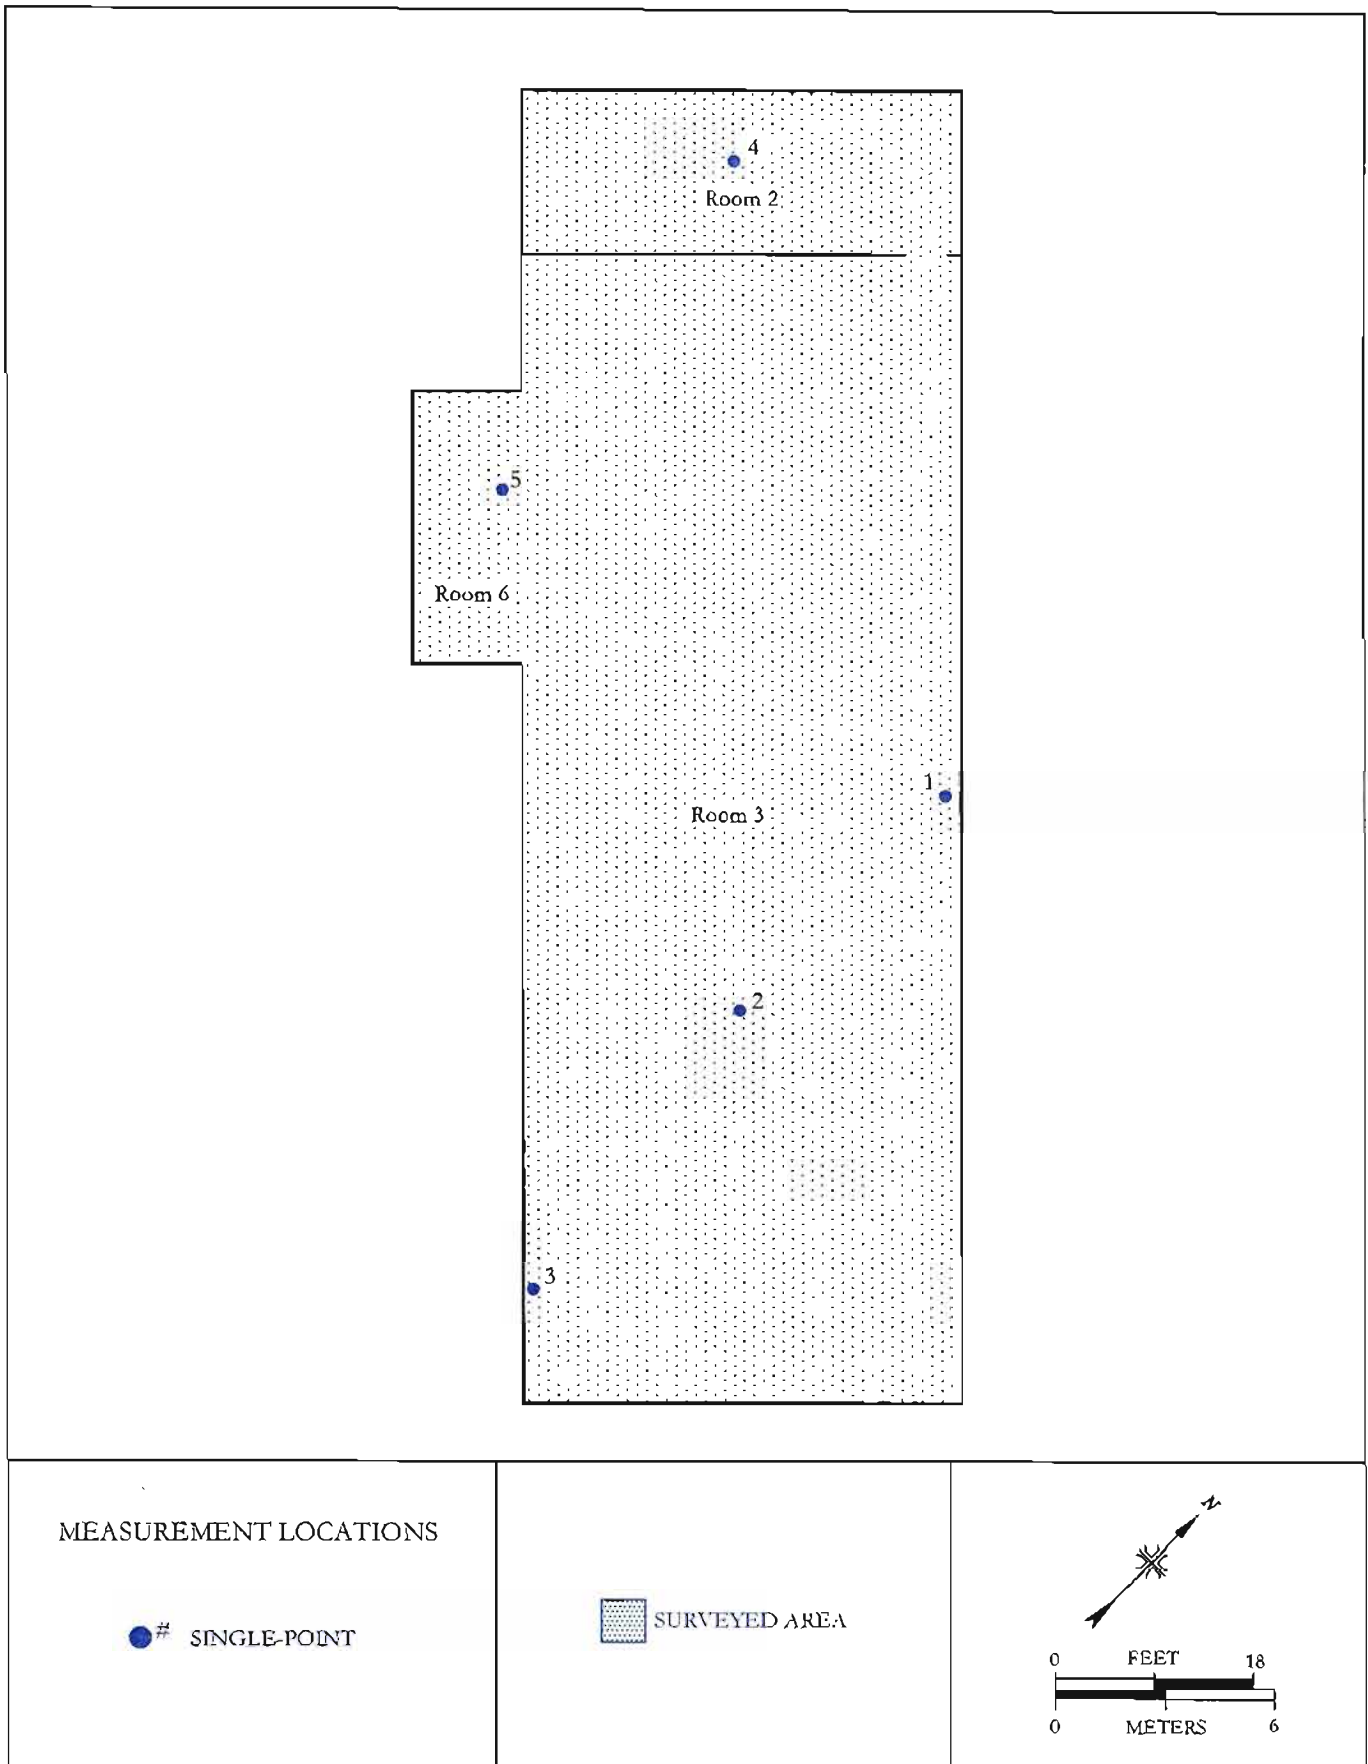 4
Room 2
5
Room 6
1
Room 3
2
3
MEASUREMENT LOCATIONS
# SINGLE-POINT
SURVEYED AREA
N
0 FEET 18
0 METERS 6